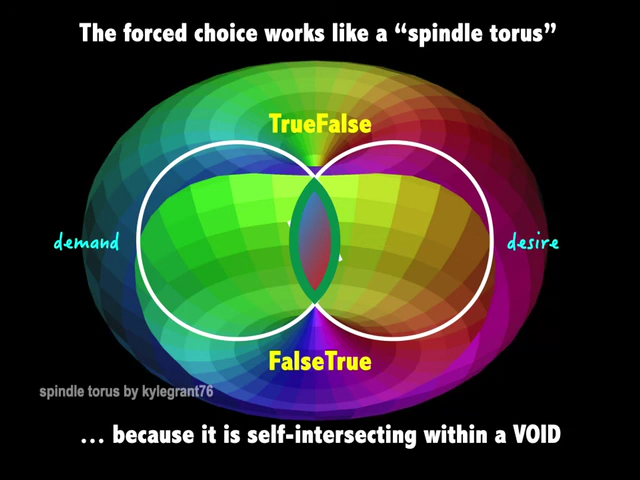 The forced choice works like a “spindle torus”
TrueFalse
demand
desire
FalseTrue
spindle torus by kylegrant76
... because it is self-intersecting within a VOID